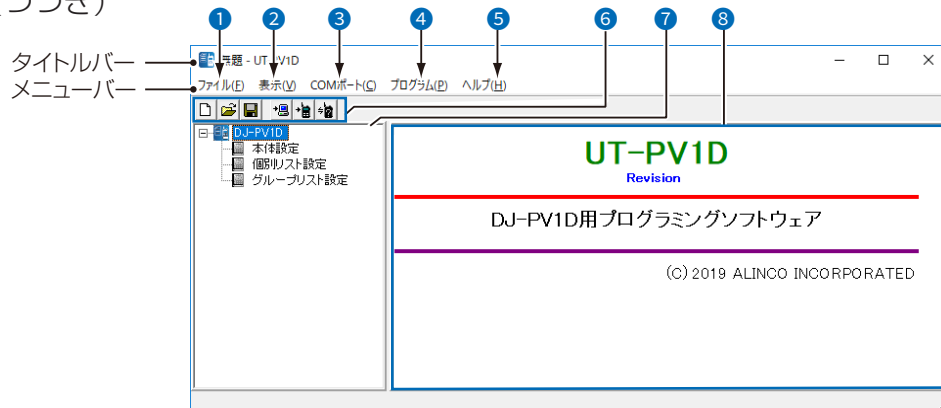 つづき）
1 2 3 4 5 6 7 8
タイトルバー
無題 - UT-PV1D
メニューバー
ファイル(F) 表示(V) COMポート(C) プログラム(P) ヘルプ(H)
DJ-PV1D
本体設定
個別リスト設定
グループリスト設定
UT-PV1D
Revision
DJ-PV1D用プログラミングソフトウェア
(C) 2019 ALINCO INCORPORATED